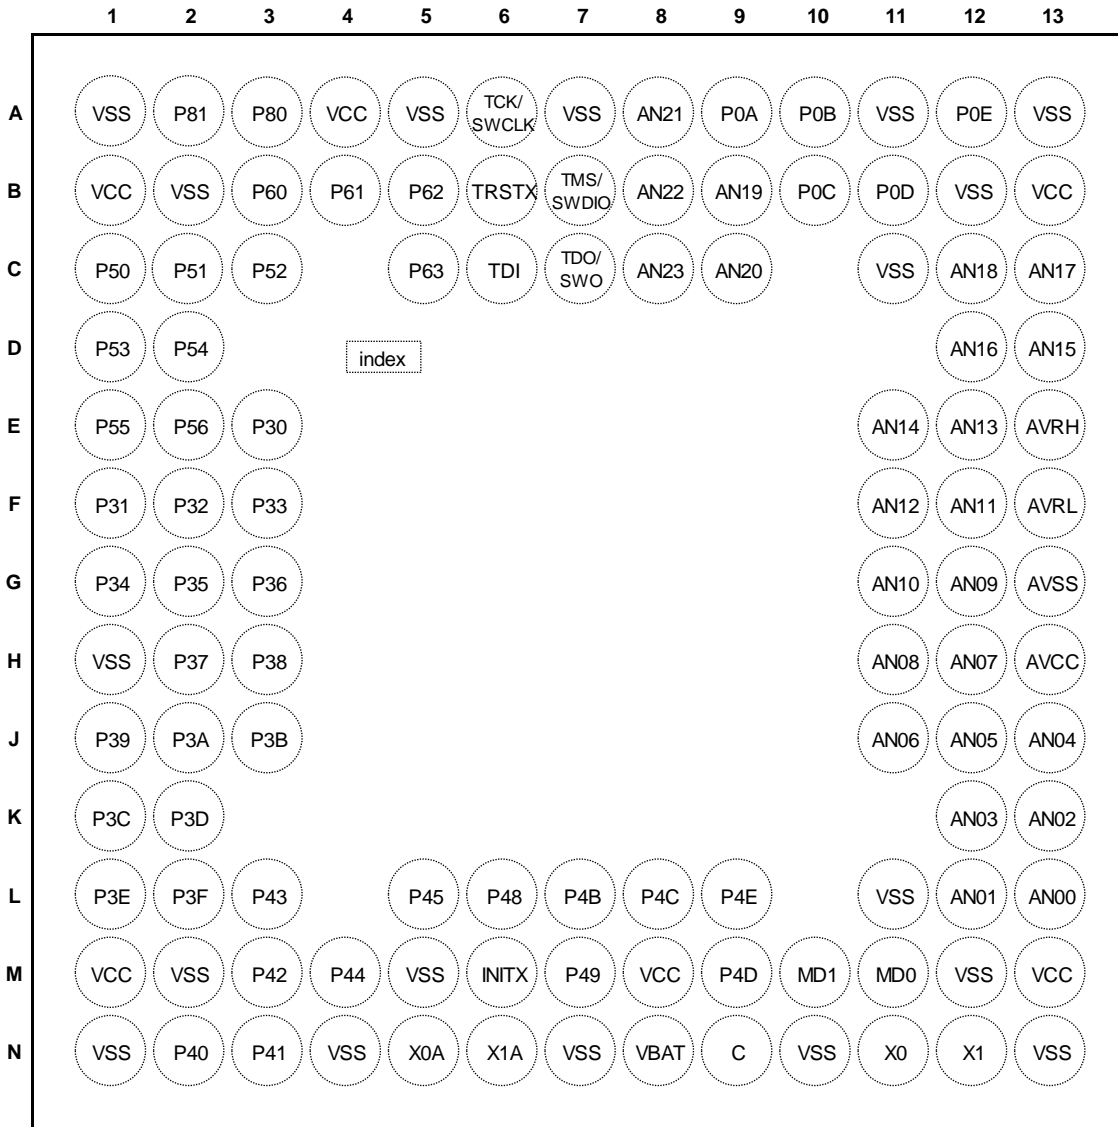 1 2 3 4 5 6 7 8 9 10 11 12 13
A VSS P81 P80 VCC VSS TCK/ SWCLK VSS AN21 P0A P0B VSS P0E VSS
B VCC VSS P60 P61 P62 TRSTX TMS/ SWDIO AN22 AN19 P0C P0D VSS VCC
C P50 P51 P52 P63 TDI TDO/ SWO AN23 AN20 VSS AN18 AN17
D P53 P54 index AN16 AN15
E P55 P56 P30 AN14 AN13 AVRH
F P31 P32 P33 AN12 AN11 AVRL
G P34 P35 P36 AN10 AN09 AVSS
H VSS P37 P38 AN08 AN07 AVCC
J P39 P3A P3B AN06 AN05 AN04
K P3C P3D AN03 AN02
L P3E P3F P43 P45 P48 P4B P4C P4E VSS AN01 AN00
M VCC VSS P42 P44 VSS INITX P49 VCC P4D MD1 MD0 VSS VCC
N VSS P40 P41 VSS X0A X1A VSS VBAT C VSS X0 X1 VSS